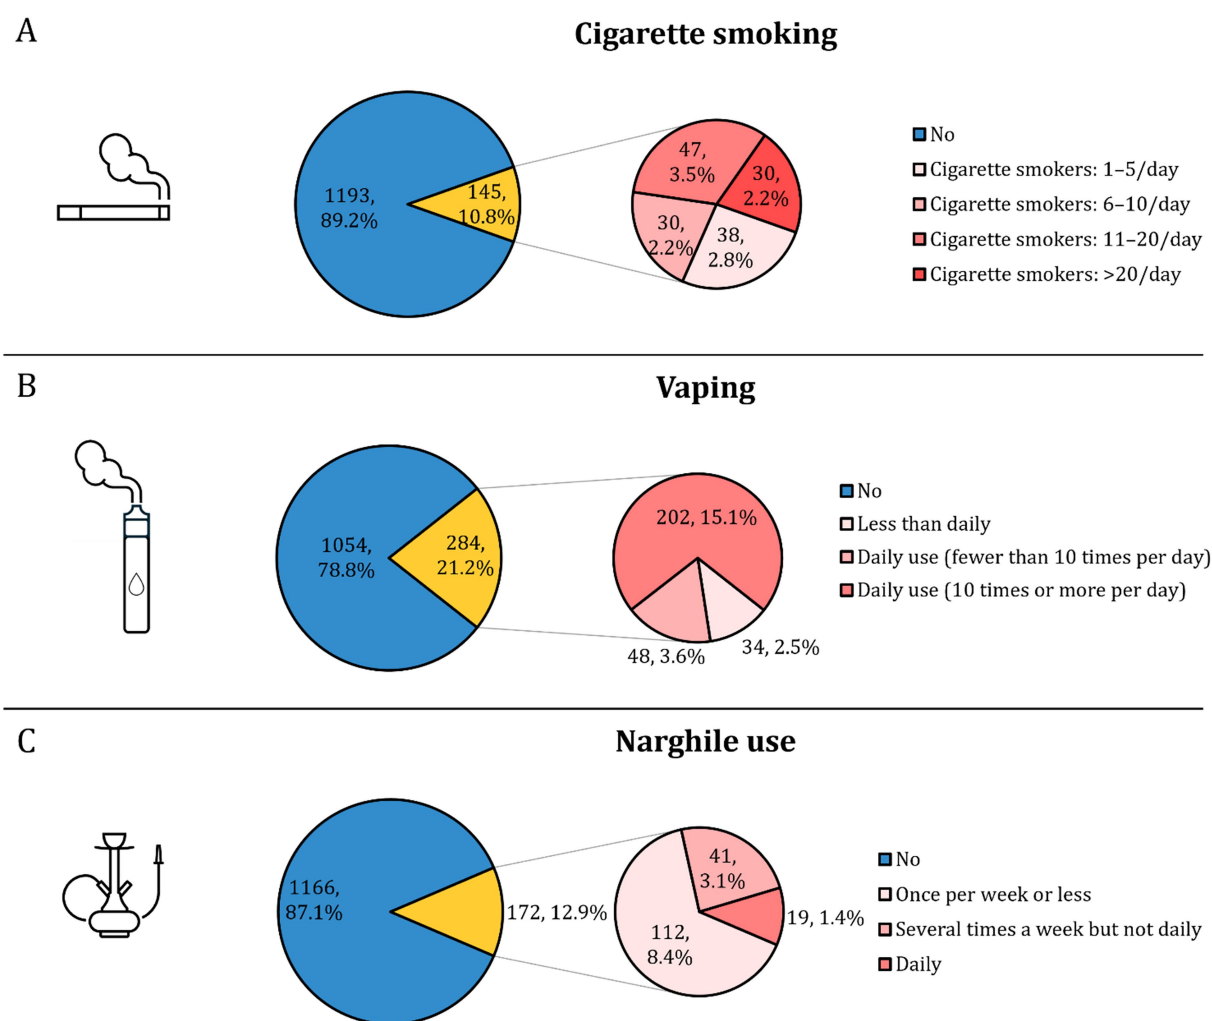 A
Cigarette smoking
1193,
89.2%
145,
10.8%
47,
3.5%
30,
2.2%
30,
2.2%
38,
2.8%
No
Cigarette smokers: 1–5/day
Cigarette smokers: 6–10/day
Cigarette smokers: 11–20/day
Cigarette smokers: >20/day
B
Vaping
1054,
78.8%
284,
21.2%
202, 15.1%
48, 3.6%
34, 2.5%
No
Less than daily
Daily use (fewer than 10 times per day)
Daily use (10 times or more per day)
C
Narghile use
1166,
87.1%
172, 12.9%
41,
3.1%
19, 1.4%
112,
8.4%
No
Once per week or less
Several times a week but not daily
Daily